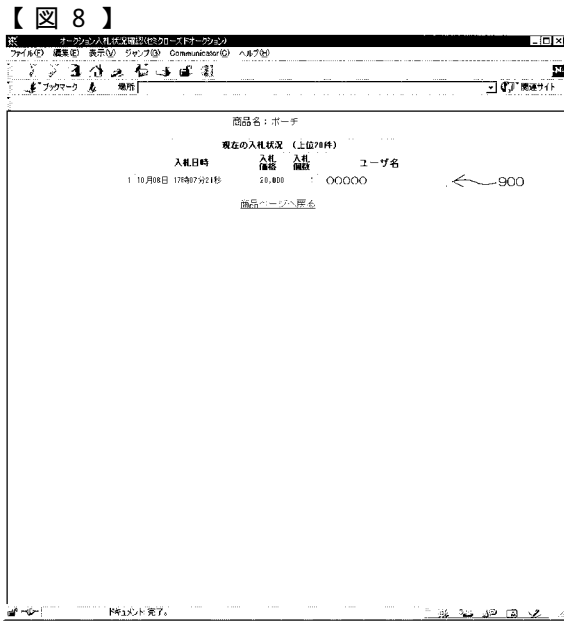 【図８】
オークション入札状況確認(セミクローズドオークション)
ファイル(F) 編集(E) 表示(V) ジャンプ(G) Communicator(C) ヘルプ(H)
ブックマーク 場所 関連サイト
商品名：ポーチ
現在の入札状況 (上位20件)
入札日時 入札価格 入札個数 ユーザ名
1 10月08日 17時07分21秒 20,000 ○○○○○ 900
商品ページへ戻る
ドキュメント完了。